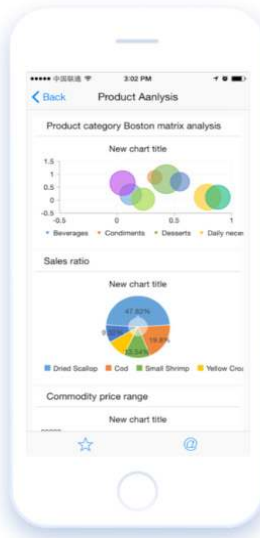 中国联通 3:02 PM
Back Product Aanlysis
Product category Boston matrix analysis
New chart title
1.5
1
0.5
0
-0.5
-0.5 0 0.5 1
Beverages Condiments Desserts Daily neces
Sales ratio
New chart title
47.82%
18.6%
13.54%
Dried Scallop Cod Small Shrimp Yellow Croa
Commodity price range
New chart title
@